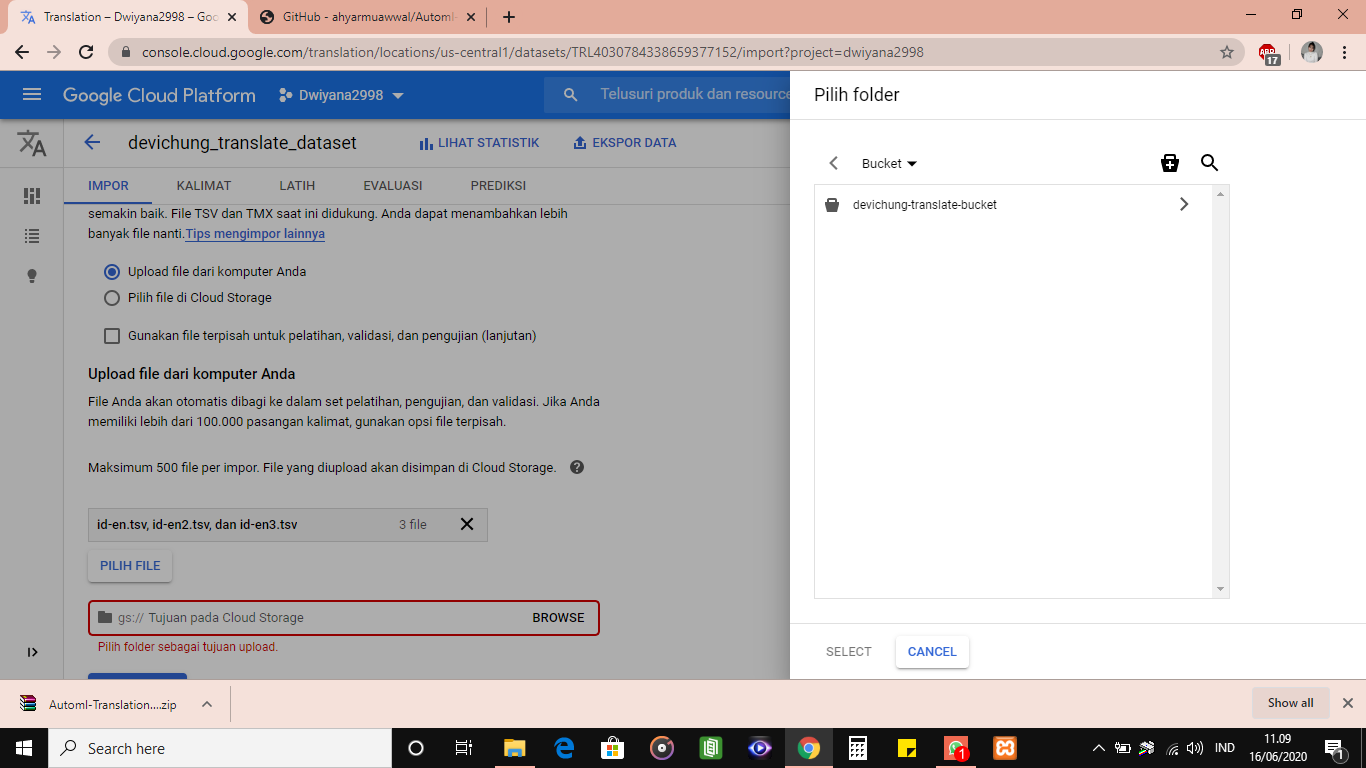 Translation – Dwiyana2998 – Goo
GitHub - ahyarmuawwal/Automl-
console.cloud.google.com/translation/locations/us-central1/datasets/TRL4030784338659377152/import?project=dwiyana2998
ABP
17
Google Cloud Platform
Dwiyana2998
Telusuri produk dan resource
devichung_translate_dataset
LIHAT STATISTIK
EKSPOR DATA
IMPOR
KALIMAT
LATIH
EVALUASI
PREDIKSI
semakin baik. File TSV dan TMX saat ini didukung. Anda dapat menambahkan lebih
banyak file nanti.Tips mengimpor lainnya
Upload file dari komputer Anda
Pilih file di Cloud Storage
Gunakan file terpisah untuk pelatihan, validasi, dan pengujian (lanjutan)
Upload file dari komputer Anda
File Anda akan otomatis dibagi ke dalam set pelatihan, pengujian, dan validasi. Jika Anda
memiliki lebih dari 100.000 pasangan kalimat, gunakan opsi file terpisah.
Maksimum 500 file per impor. File yang diupload akan disimpan di Cloud Storage.
id-en.tsv, id-en2.tsv, dan id-en3.tsv
3 file
PILIH FILE
gs:// Tujuan pada Cloud Storage
BROWSE
Pilih folder sebagai tujuan upload.
Pilih folder
Bucket
devichung-translate-bucket
SELECT
CANCEL
Automl-Translation....zip
Show all
Search here
1
IND
11.09
16/06/2020
1